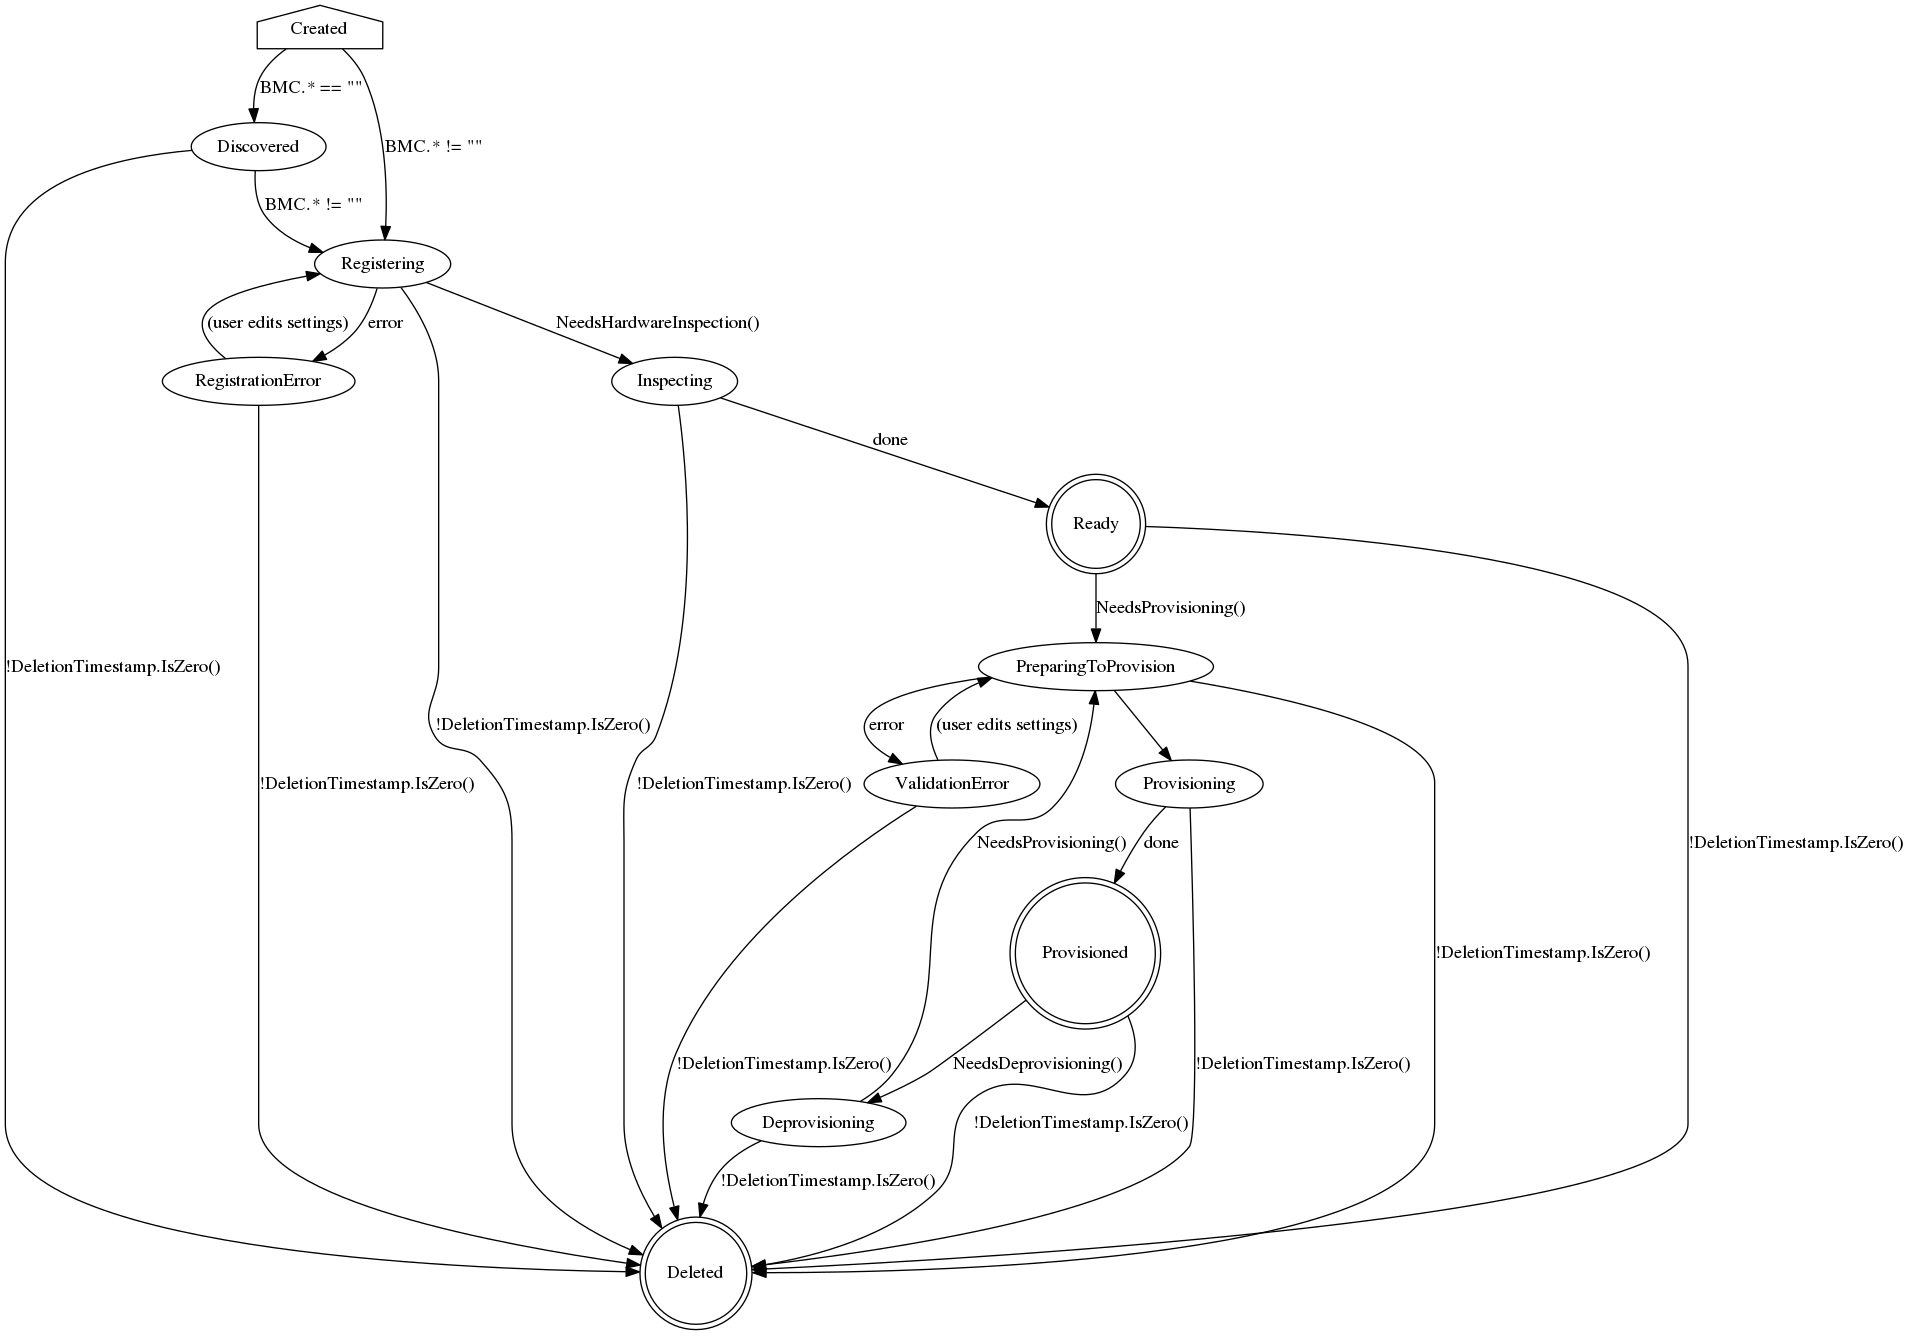 Created
BMC.* == ""
Discovered
BMC.* != ""
BMC.* != ""
Registering
(user edits settings)
error
NeedsHardwareInspection()
RegistrationError
Inspecting
done
Ready
NeedsProvisioning()
!DeletionTimestamp.IsZero()
PreparingToProvision
!DeletionTimestamp.IsZero()
error
(user edits settings)
!DeletionTimestamp.IsZero()
!DeletionTimestamp.IsZero()
ValidationError
Provisioning
NeedsProvisioning()
done
!DeletionTimestamp.IsZero()
Provisioned
!DeletionTimestamp.IsZero()
!DeletionTimestamp.IsZero()
NeedsDeprovisioning()
!DeletionTimestamp.IsZero()
Deprovisioning
!DeletionTimestamp.IsZero()
!DeletionTimestamp.IsZero()
Deleted